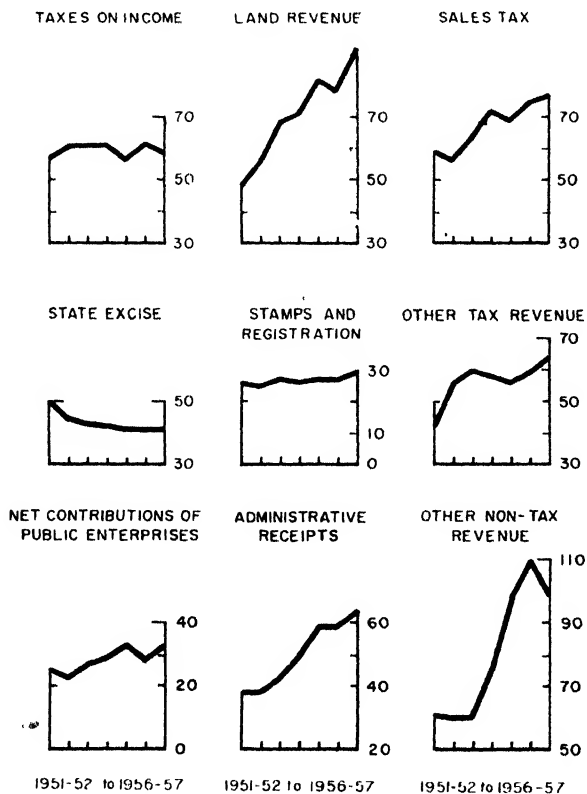 TAXES ON INCOME
LAND REVENUE
SALES TAX
70
50
30
70
50
30
70
50
30
STATE EXCISE
STAMPS AND
REGISTRATION
OTHER TAX REVENUE
50
30
30
10
0
70
50
30
NET CONTRIBUTIONS OF
PUBLIC ENTERPRISES
ADMINISTRATIVE
RECEIPTS
OTHER NON-TAX
REVENUE
40
20
0
60
40
20
110
90
70
50
1951-52 to 1956-57
1951-52 to 1956-57
1951-52 to 1956-57